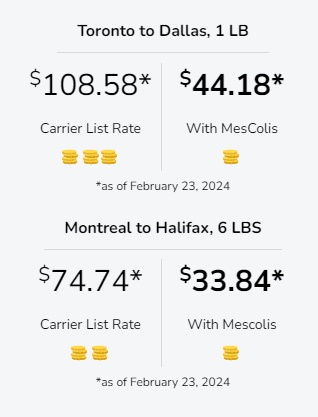 Toronto to Dallas, 1 LB
$108.58* $44.18*
Carrier List Rate With MesColis
*as of February 23, 2024
Montreal to Halifax, 6 LBS
$74.74* $33.84*
Carrier List Rate With Mescolis
*as of February 23, 2024